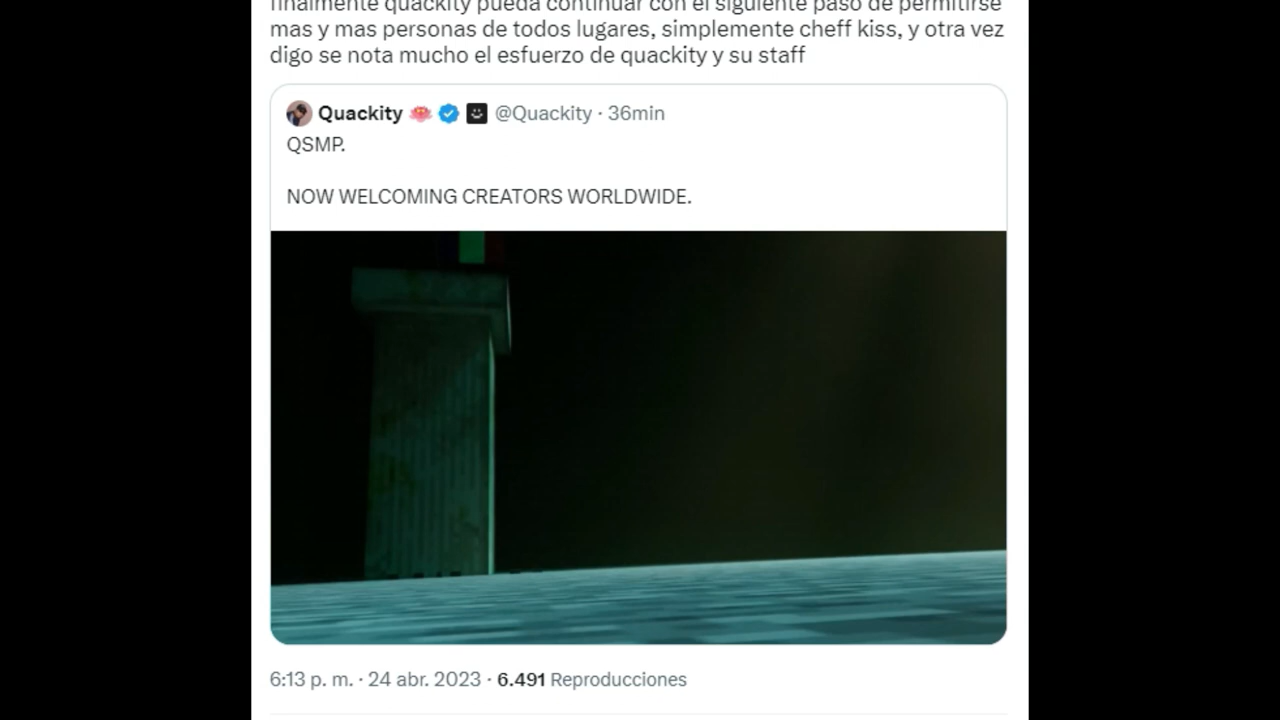 finalmente quackity pueda continuar con el siguiente paso de permitirse
mas y mas personas de todos lugares, simplemente cheff kiss, y otra vez
digo se nota mucho el esfuerzo de quackity y su staff
Quackity @Quackity · 36min
QSMP.
NOW WELCOMING CREATORS WORLDWIDE.
6:13 p. m. · 24 abr. 2023 · 6.491 Reproducciones